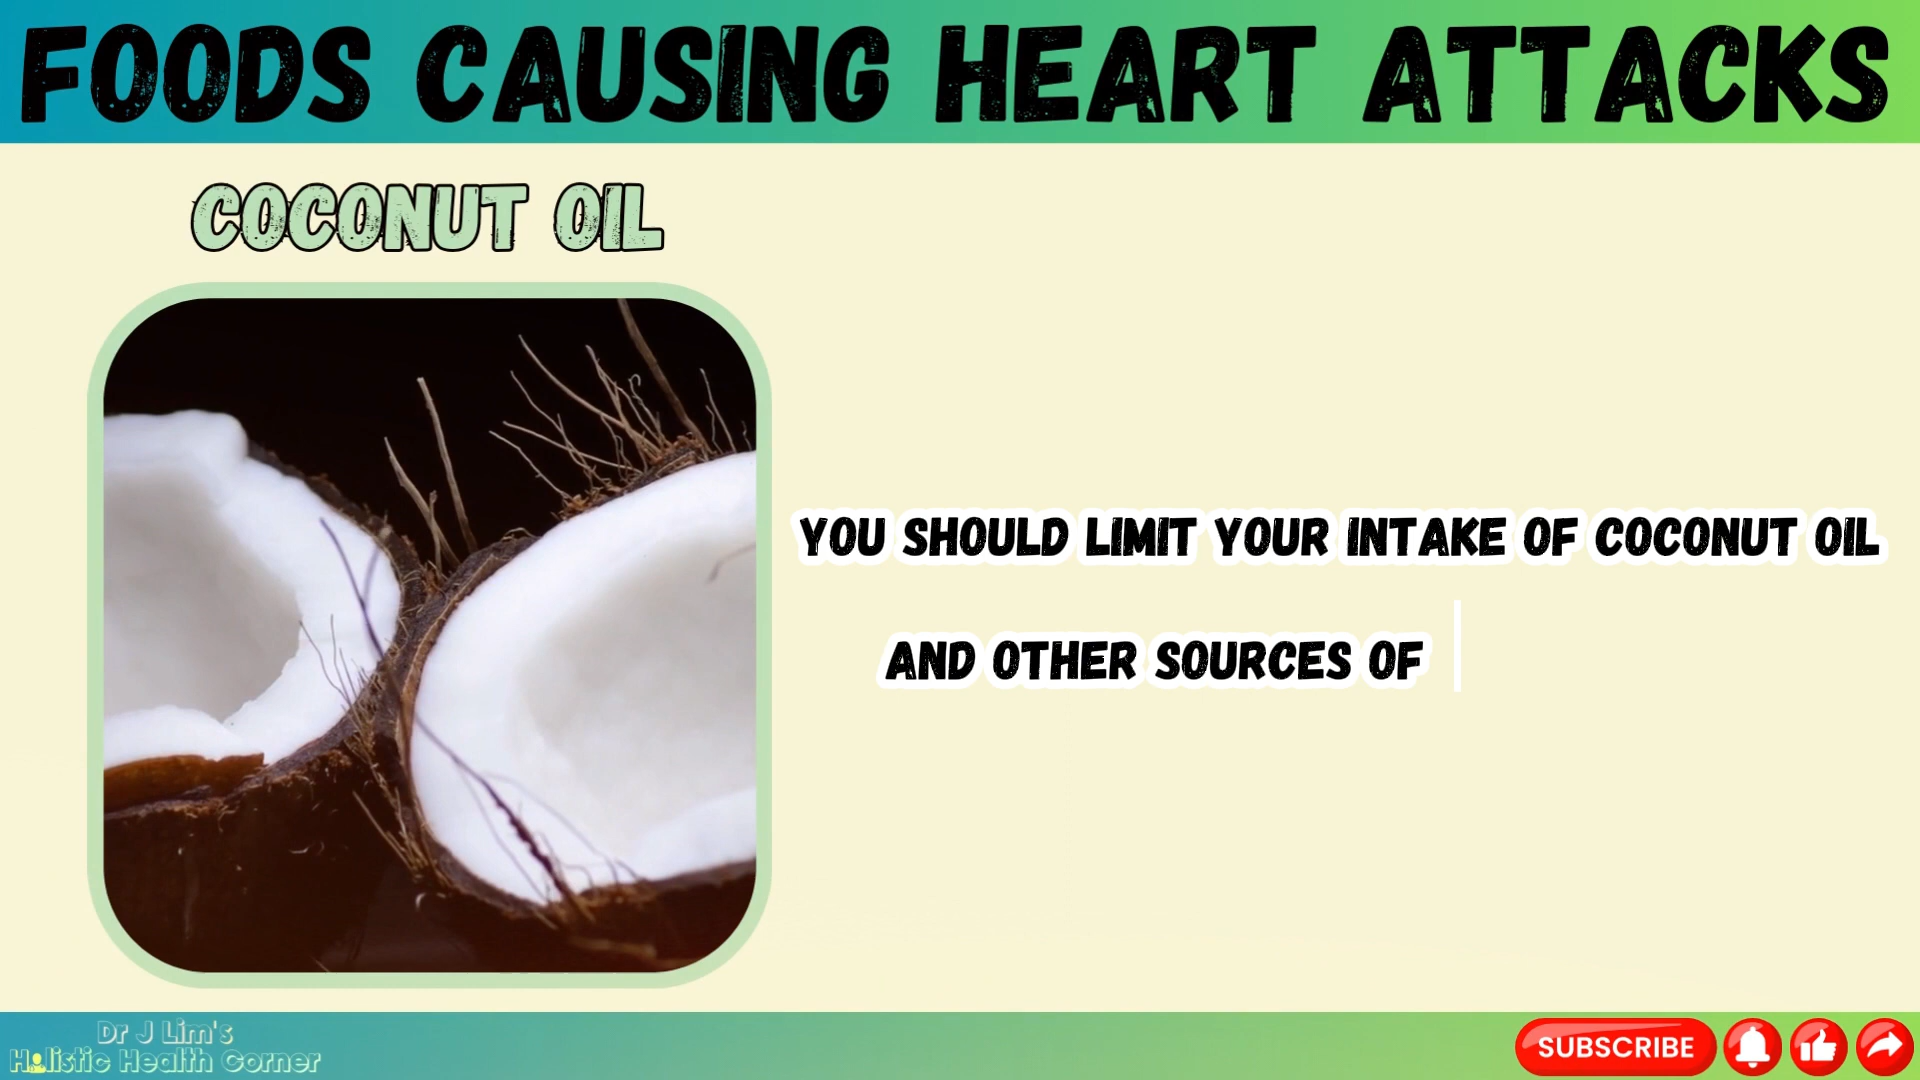 FOODS CAUSING HEART ATTACKS
COCONUT OIL
YOU SHOULD LIMIT YOUR INTAKE OF COCONUT OIL
AND OTHER SOURCES OF
Dr J Lim's
Holistic Health Corner
SUBSCRIBE